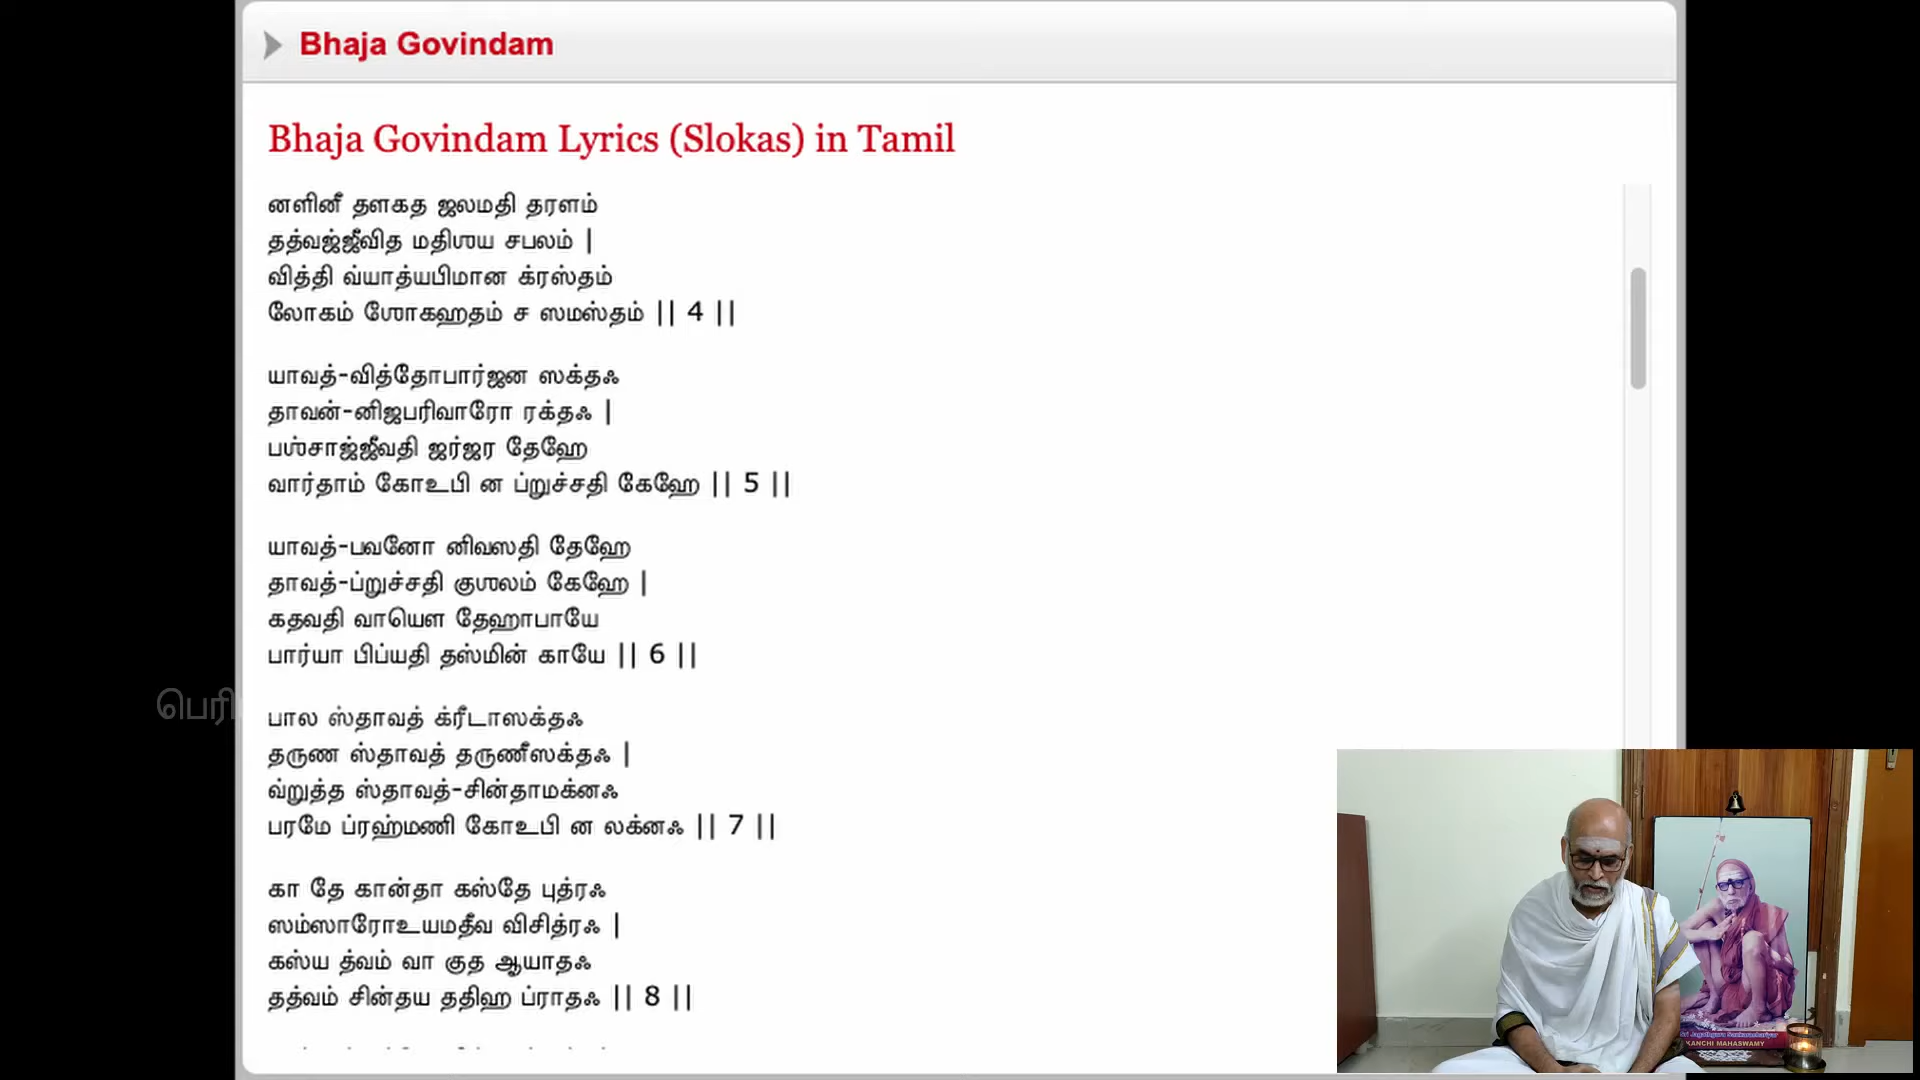 Bhaja Govindam
Bhaja Govindam Lyrics (Slokas) in Tamil
னளினீ தளகத ஜலமதி தரளம்
தத்வஜ்ஜீவித மதிஶய சபலம் |
வித்தி வ்யாத்யபிமான க்ரஸ்தம்
லோகம் ஶோகஹதம் ச ஸமஸ்தம் || 4 ||
யாவத்-வித்தோபார்ஜன ஸக்தஃ
தாவன்-னிஜபரிவாரோ ரக்தஃ |
பஶ்சாஜ்ஜீவதி ஜர்ஜர தேஹே
வார்தாம் கோஉபி ன ப்றுச்சதி கேஹே || 5 ||
யாவத்-பவனோ னிவஸதி தேஹே
தாவத்-ப்றுச்சதி குஶலம் கேஹே |
கதவதி வாயௌ தேஹாபாயே
பார்யா பிப்யதி தஸ்மின் காயே || 6 ||
பெரி
பால ஸ்தாவத் க்ரீடாஸக்தஃ
தருண ஸ்தாவத் தருணீஸக்தஃ |
வ்றுத்த ஸ்தாவத்-சின்தாமக்னஃ
பரமே ப்ரஹ்மணி கோஉபி ன லக்னஃ || 7 ||
கா தே கான்தா கஸ்தே புத்ரஃ
ஸம்ஸாரோஉயமதீவ விசித்ரஃ |
கஸ்ய த்வம் வா குத ஆயாதஃ
தத்வம் சின்தய ததிஹ ப்ராதஃ || 8 ||
Sri Jagathguru Sankarachariyar
KANCHI MAHASWAMY